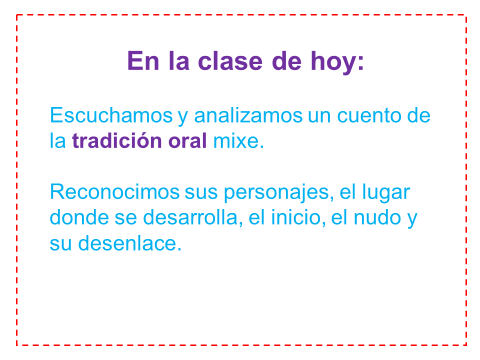 En la clase de hoy:
Escuchamos y analizamos un cuento de
la tradición oral mixe.
Reconocimos sus personajes, el lugar
donde se desarrolla, el inicio, el nudo y
su desenlace.